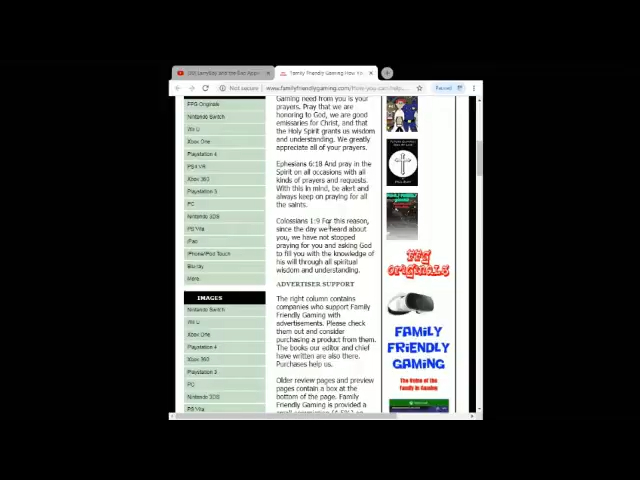 Family Friendly Gaming How Yo
Not secure
www.familyfriendlygaming.com/How-you-can-help
Paused
FFG Originals
Nintendo Switch
Wii U
Xbox One
Playstation 4
PS4 VR
Xbox 360
Playstation 3
PC
Nintendo 3DS
PS Vita
iPad
iPhone/iPod Touch
Blu-ray
More
IMAGES
Nintendo Switch
Wii U
Xbox One
Playstation 4
Xbox 360
Playstation 3
PC
Nintendo 3DS
PS Vita
Gaming need from you is your
prayers. Pray that we are
honoring to God, we are good
emissaries for Christ, and that
the Holy Spirit grants us wisdom
and understanding. We greatly
appreciate all of your prayers.
Ephesians 6:18 And pray in the
Spirit on all occasions with all
kinds of prayers and requests.
With this in mind, be alert and
always keep on praying for all
the saints.
Colossians 1:9 For this reason,
since the day we heard about
you, we have not stopped
praying for you and asking God
to fill you with the knowledge of
his will through all spiritual
wisdom and understanding.
ADVERTISER SUPPORT
The right column contains
companies who support Family
Friendly Gaming with
advertisements. Please check
them out and consider
purchasing a product from them.
The books our editor and chief
have written are also there.
Purchases help us.
Older review pages and preview
pages contain a box at the
bottom of the page. Family
Friendly Gaming is provided a
FFG
ORIGINALS
FAMILY
FRIENDLY
GAMING
The Voice of the
Family in Gaming